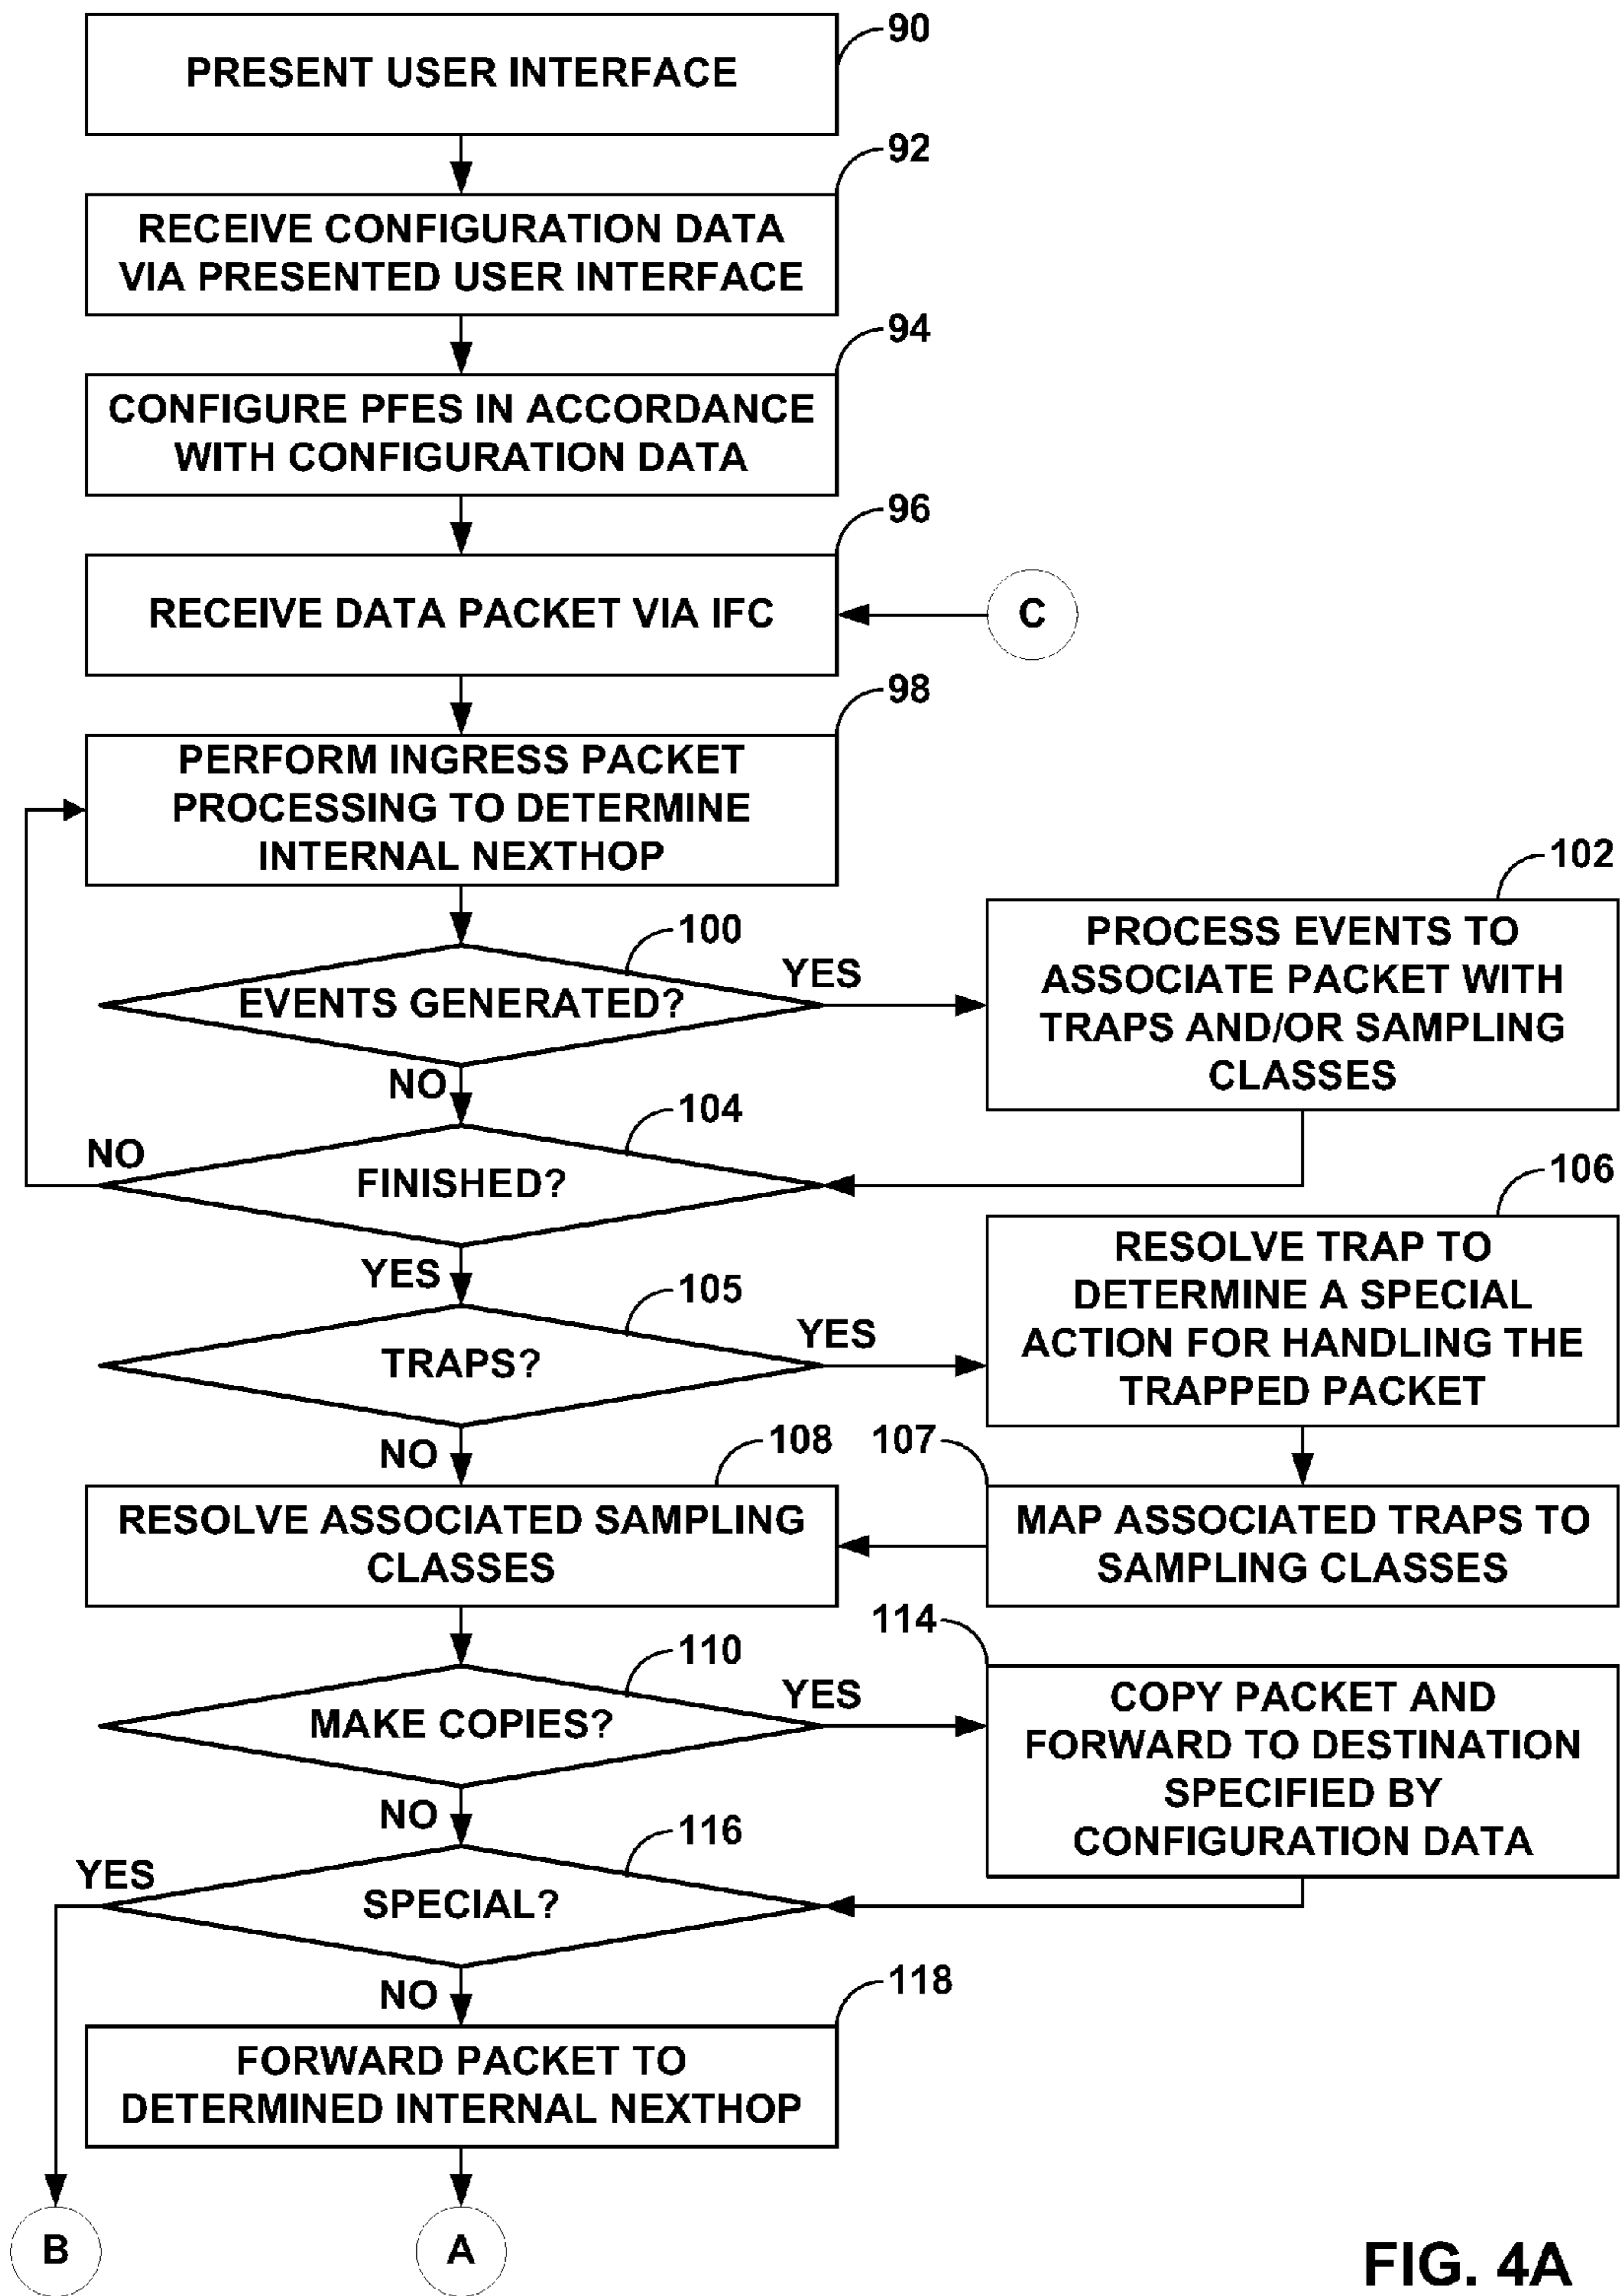 90
PRESENT USER INTERFACE
92
RECEIVE CONFIGURATION DATA
VIA PRESENTED USER INTERFACE
94
CONFIGURE PFES IN ACCORDANCE
WITH CONFIGURATION DATA
96
RECEIVE DATA PACKET VIA IFC
C
98
PERFORM INGRESS PACKET
PROCESSING TO DETERMINE
INTERNAL NEXTHOP
100
EVENTS GENERATED?
YES
NO
102
PROCESS EVENTS TO
ASSOCIATE PACKET WITH
TRAPS AND/OR SAMPLING
CLASSES
104
FINISHED?
NO
YES
105
TRAPS?
YES
NO
106
RESOLVE TRAP TO
DETERMINE A SPECIAL
ACTION FOR HANDLING THE
TRAPPED PACKET
107
MAP ASSOCIATED TRAPS TO
SAMPLING CLASSES
108
RESOLVE ASSOCIATED SAMPLING
CLASSES
110
MAKE COPIES?
YES
NO
114
COPY PACKET AND
FORWARD TO DESTINATION
SPECIFIED BY
CONFIGURATION DATA
116
SPECIAL?
YES
NO
118
FORWARD PACKET TO
DETERMINED INTERNAL NEXTHOP
B
A
FIG. 4A